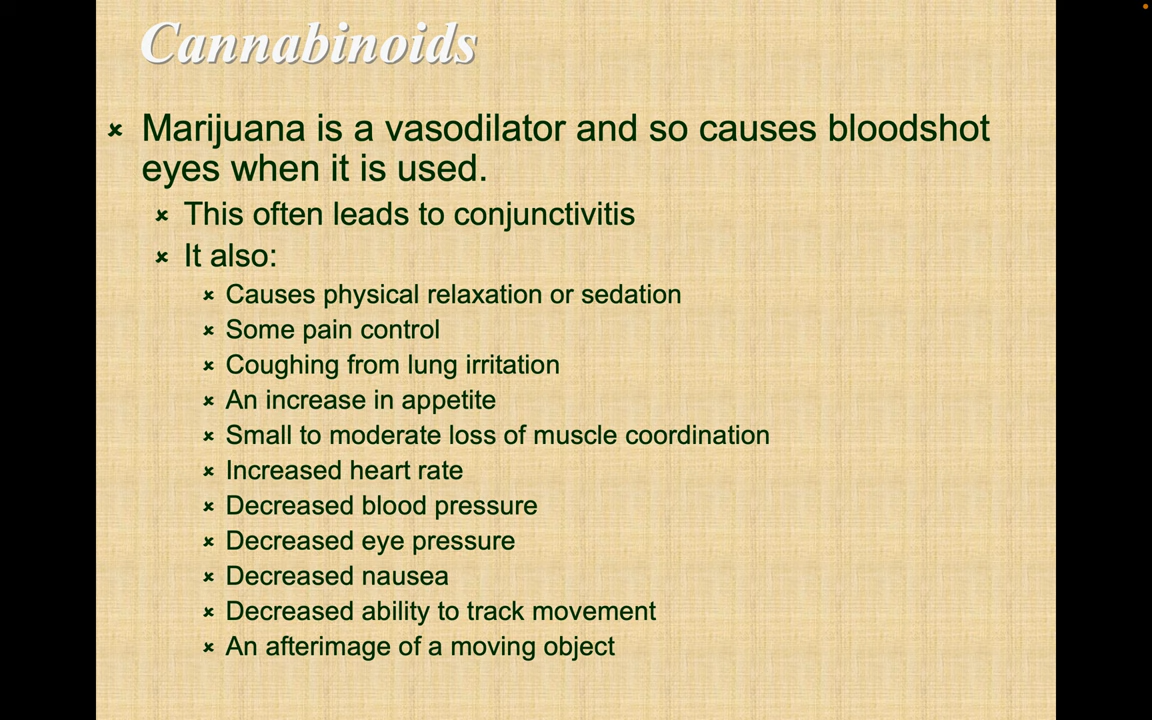 Cannabinoids
Marijuana is a vasodilator and so causes bloodshot
eyes when it is used.
This often leads to conjunctivitis
It also:
Causes physical relaxation or sedation
Some pain control
Coughing from lung irritation
An increase in appetite
Small to moderate loss of muscle coordination
Increased heart rate
Decreased blood pressure
Decreased eye pressure
Decreased nausea
Decreased ability to track movement
An afterimage of a moving object